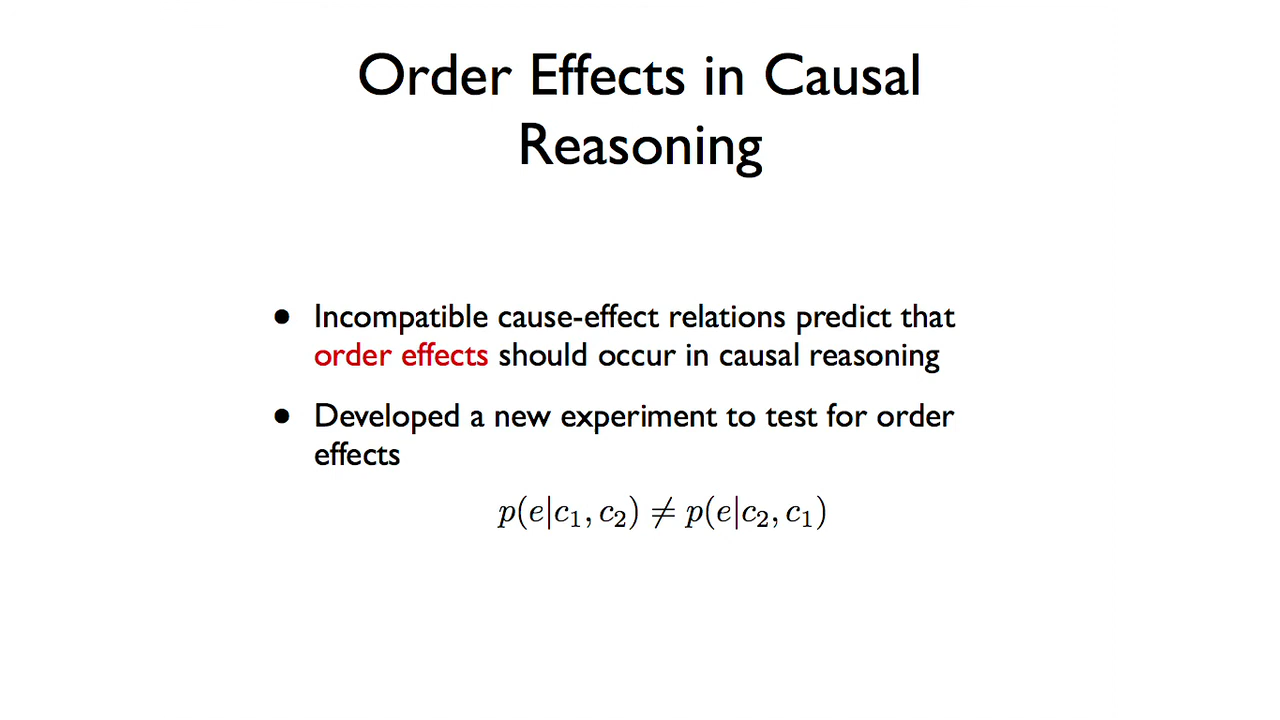 Order Effects in Causal
Reasoning
● Incompatible cause-effect relations predict that
order effects should occur in causal reasoning
● Developed a new experiment to test for order
effects
p(e|c₁, c₂) ≠ p(e|c₂, c₁)